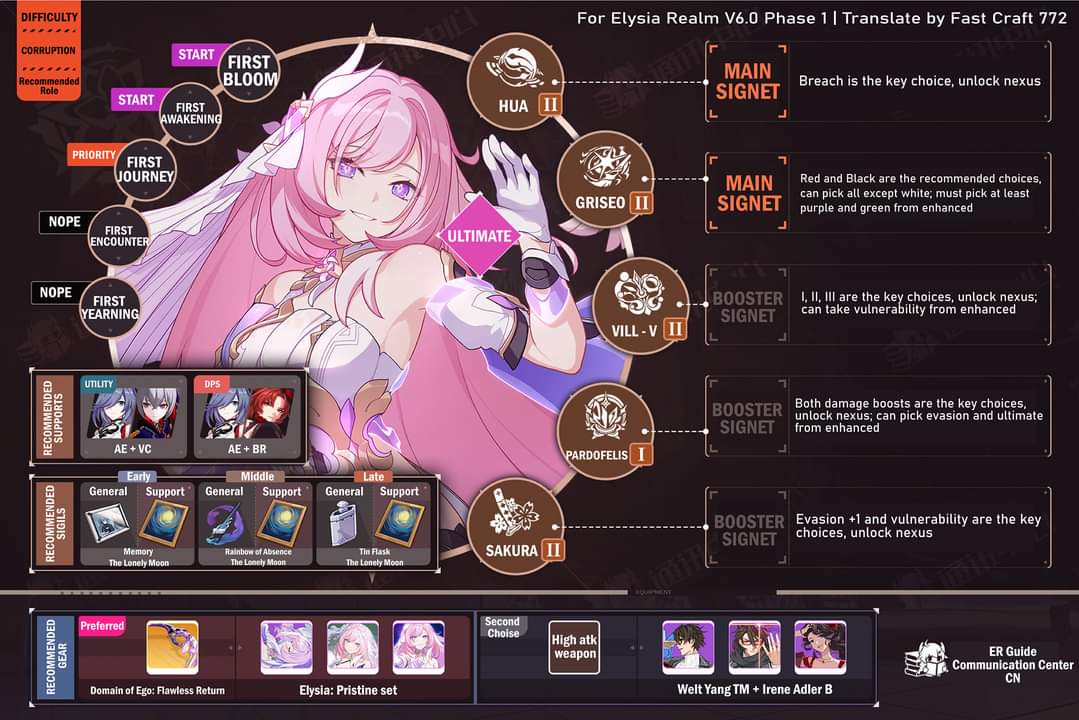 DIFFICULTY
CORRUPTION
Recommended
Role
For Elysia Realm V6.0 Phase 1 | Translate by Fast Craft 772
START
FIRST
BLOOM
START
FIRST
AWAKENING
PRIORITY
FIRST
JOURNEY
NOPE
FIRST
ENCOUNTER
NOPE
FIRST
YEARNING
ULTIMATE
HUA II
MAIN
SIGNET
Breach is the key choice, unlock nexus
GRISEO II
MAIN
SIGNET
Red and Black are the recommended choices,
can pick all except white; must pick at least
purple and green from enhanced
VILL - V II
BOOSTER
SIGNET
I, II, III are the key choices, unlock nexus;
can take vulnerability from enhanced
PARDOFELIS I
BOOSTER
SIGNET
Both damage boosts are the key choices,
unlock nexus; can pick evasion and ultimate
from enhanced
SAKURA II
BOOSTER
SIGNET
Evasion +1 and vulnerability are the key
choices, unlock nexus
RECOMMENDED
SUPPORTS
UTILITY
AE + VC
DPS
AE + BR
RECOMMENDED
SIGILS
Early
General Support
Memory
The Lonely Moon
Middle
General Support
Rainbow of Absence
The Lonely Moon
Late
General Support
Tin Flask
The Lonely Moon
EQUIPMENT
RECOMMENDED
GEAR
Preferred
Domain of Ego: Flawless Return
Elysia: Pristine set
Second
Choise
High atk
weapon
Welt Yang TM + Irene Adler B
ER Guide
Communication Center
CN